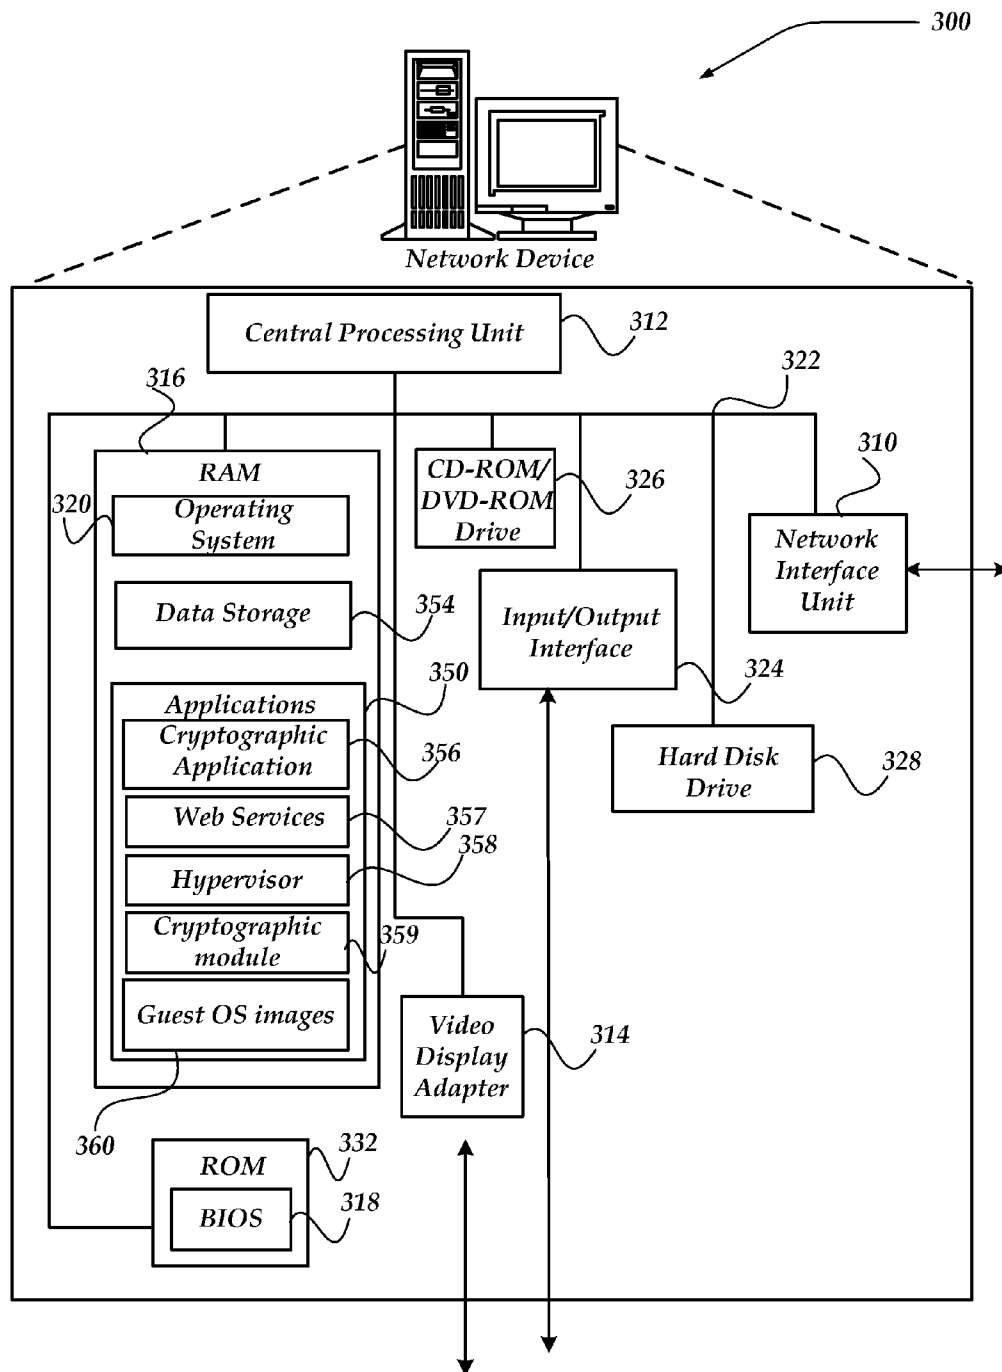 300
Network Device
Central Processing Unit
312
316
322
RAM
CD-ROM/
DVD-ROM
Drive
326
310
320
Operating
System
Network
Interface
Unit
Data Storage
354
Input/Output
Interface
324
350
Applications
Cryptographic
Application
356
Hard Disk
Drive
328
Web Services
357
358
Hypervisor
Cryptographic
module
359
Guest OS images
Video
Display
Adapter
314
360
332
ROM
BIOS
318